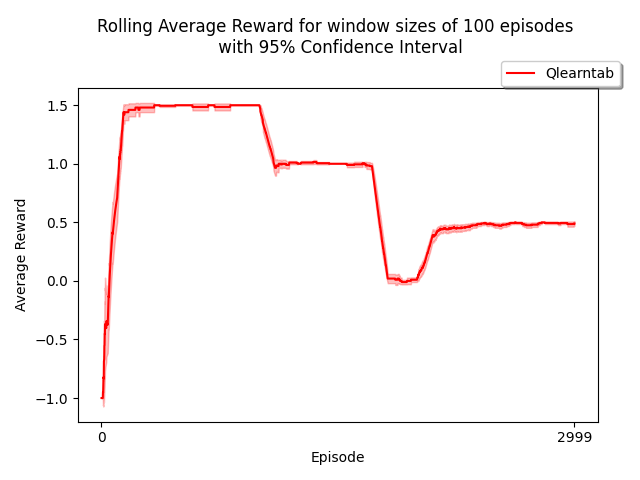 Rolling Average Reward for window sizes of 100 episodes
with 95% Confidence Interval
Qlearntab
1.5
1.0
0.5
0.0
−0.5
−1.0
Average Reward
0
2999
Episode